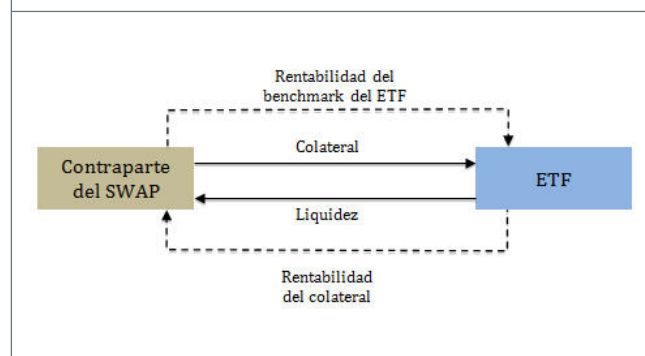 Rentabilidad del
benchmark del ETF
Colateral
Contraparte
del SWAP
ETF
Liquidez
Rentabilidad
del colateral